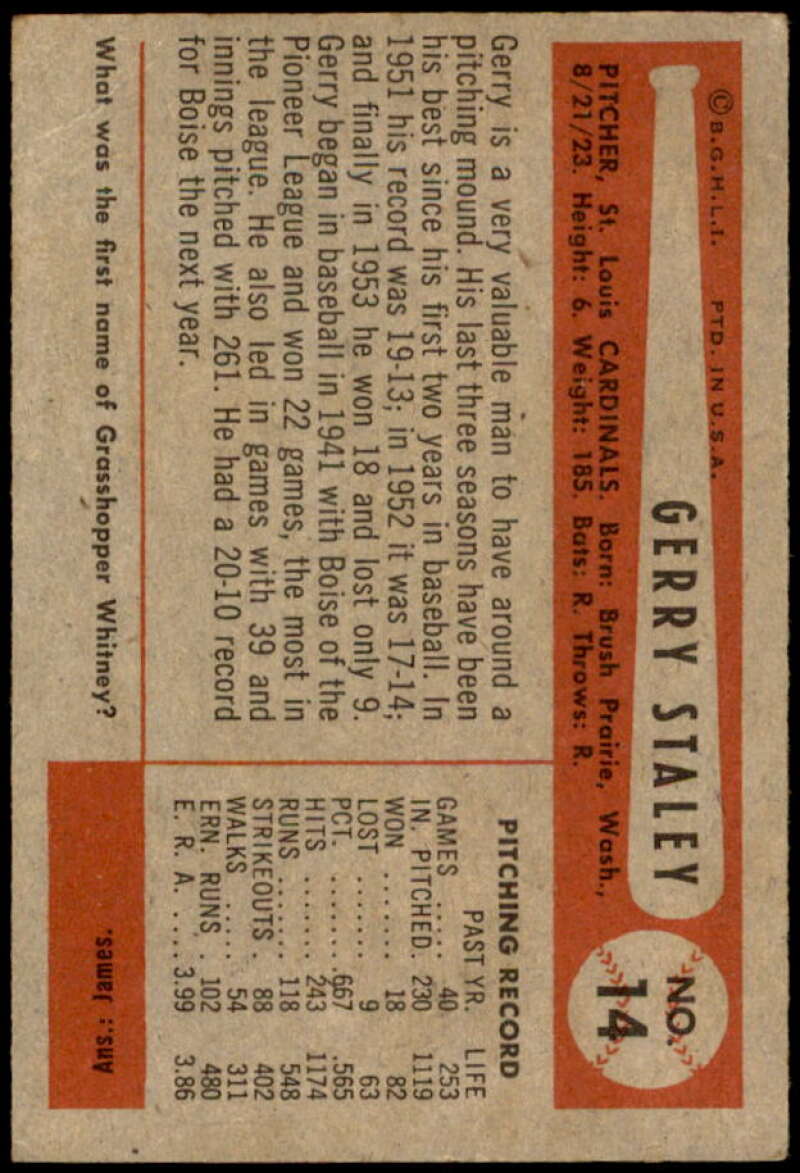 © B.G.H.L.I. PTD. IN U.S.A.
GERRY STALEY
NO.
14
PITCHER, St. Louis CARDINALS. Born: Brush Prairie, Wash.,
8/21/23. Height: 6. Weight: 185. Bats: R. Throws: R.
Gerry is a very valuable man to have around a
pitching mound. His last three seasons have been
his best since his first two years in baseball. In
1951 his record was 19-13; in 1952 it was 17-14;
and finally in 1953 he won 18 and lost only 9.
Gerry began in baseball in 1941 with Boise of the
Pioneer League and won 22 games, the most in
the league. He also led in games with 39 and
innings pitched with 261. He had a 20-10 record
for Boise the next year.
PITCHING RECORD
PAST YR. LIFE
GAMES ..... 40 253
IN. PITCHED. 230 1119
WON ....... 18 82
LOST ....... 9 63
PCT. ....... .667 .565
HITS ....... 243 1174
RUNS ....... 118 548
STRIKEOUTS . 88 402
WALKS ..... 54 311
ERN. RUNS . 102 480
E. R. A. .... 3.99 3.86
What was the first name of Grasshopper Whitney?
Ans.: James.